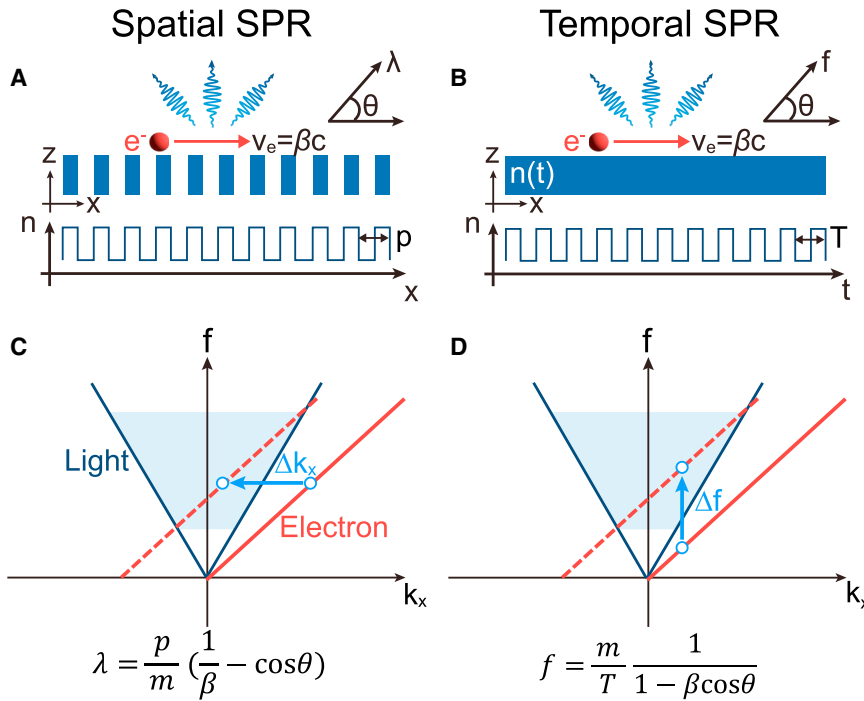 Spatial SPR
A
λ
θ
e⁻
vₑ=βc
z
x
n
p
x
Temporal SPR
B
f
θ
e⁻
vₑ=βc
z
n(t)
x
n
T
t
C
f
Light
Δkₓ
Electron
kₓ
λ = p/m (1/β − cosθ)
D
f
Δf
kₓ
f = m/T 1/(1 − βcosθ)